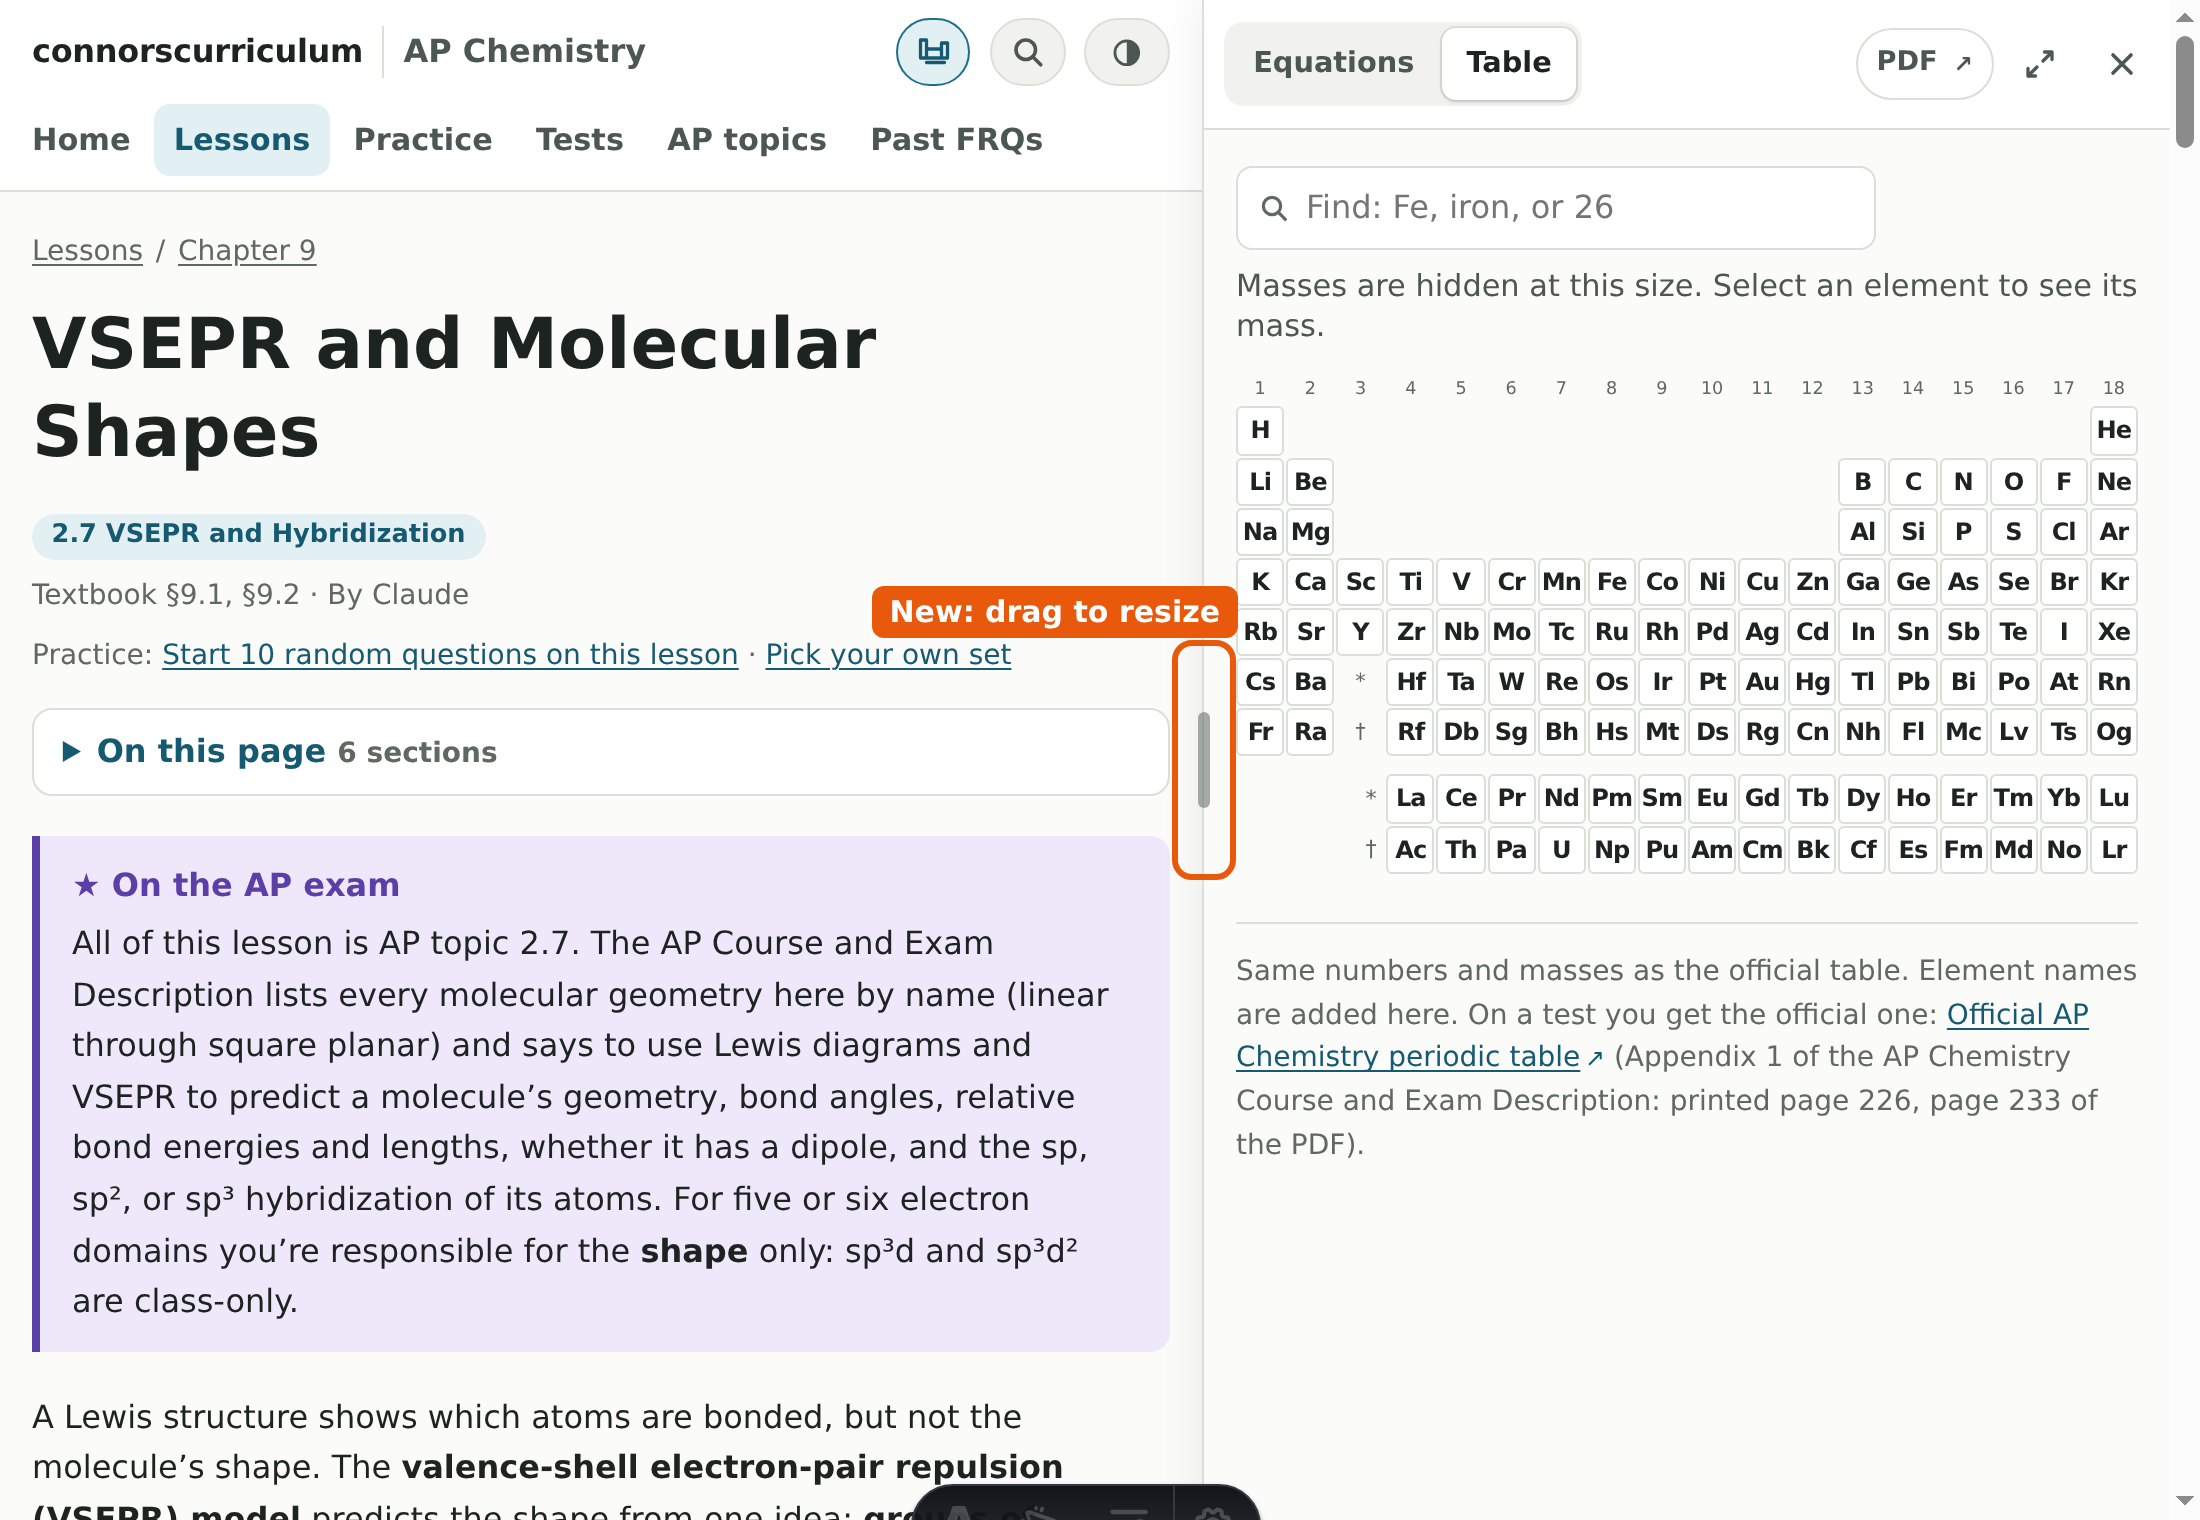 connorscurriculum
AP Chemistry
Home Lessons Practice Tests AP topics Past FRQs
Lessons / Chapter 9
VSEPR and Molecular
Shapes
2.7 VSEPR and Hybridization
Textbook §9.1, §9.2 · By Claude
Practice: Start 10 random questions on this lesson · Pick your own set
▶ On this page 6 sections
★ On the AP exam
All of this lesson is AP topic 2.7. The AP Course and Exam
Description lists every molecular geometry here by name (linear
through square planar) and says to use Lewis diagrams and
VSEPR to predict a molecule’s geometry, bond angles, relative
bond energies and lengths, whether it has a dipole, and the sp,
sp², or sp³ hybridization of its atoms. For five or six electron
domains you’re responsible for the shape only: sp³d and sp³d²
are class-only.
A Lewis structure shows which atoms are bonded, but not the
molecule’s shape. The valence-shell electron-pair repulsion
(VSEPR) model predicts the shape from one idea:
New: drag to resize
Equations Table PDF ↗
Find: Fe, iron, or 26
Masses are hidden at this size. Select an element to see its
mass.
1 2 3 4 5 6 7 8 9 10 11 12 13 14 15 16 17 18
H He
Li Be B C N O F Ne
Na Mg Al Si P S Cl Ar
K Ca Sc Ti V Cr Mn Fe Co Ni Cu Zn Ga Ge As Se Br Kr
Rb Sr Y Zr Nb Mo Tc Ru Rh Pd Ag Cd In Sn Sb Te I Xe
Cs Ba * Hf Ta W Re Os Ir Pt Au Hg Tl Pb Bi Po At Rn
Fr Ra † Rf Db Sg Bh Hs Mt Ds Rg Cn Nh Fl Mc Lv Ts Og
* La Ce Pr Nd Pm Sm Eu Gd Tb Dy Ho Er Tm Yb Lu
† Ac Th Pa U Np Pu Am Cm Bk Cf Es Fm Md No Lr
Same numbers and masses as the official table. Element names
are added here. On a test you get the official one: Official AP
Chemistry periodic table ↗ (Appendix 1 of the AP Chemistry
Course and Exam Description: printed page 226, page 233 of
the PDF).